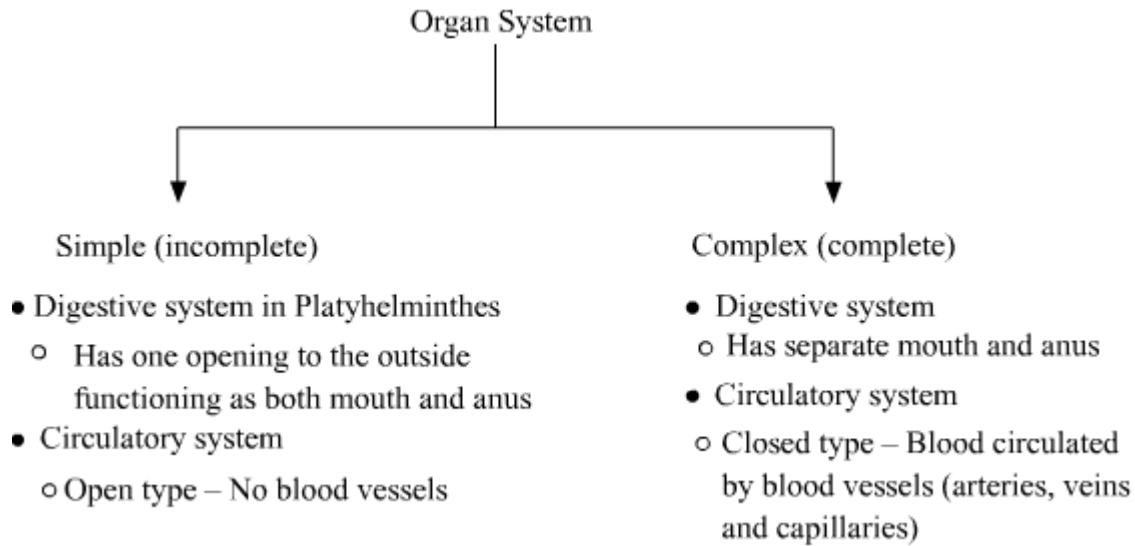 Organ System
Simple (incomplete)
● Digestive system in Platyhelminthes
○ Has one opening to the outside
functioning as both mouth and anus
● Circulatory system
○ Open type – No blood vessels
Complex (complete)
● Digestive system
○ Has separate mouth and anus
● Circulatory system
○ Closed type – Blood circulated
by blood vessels (arteries, veins
and capillaries)